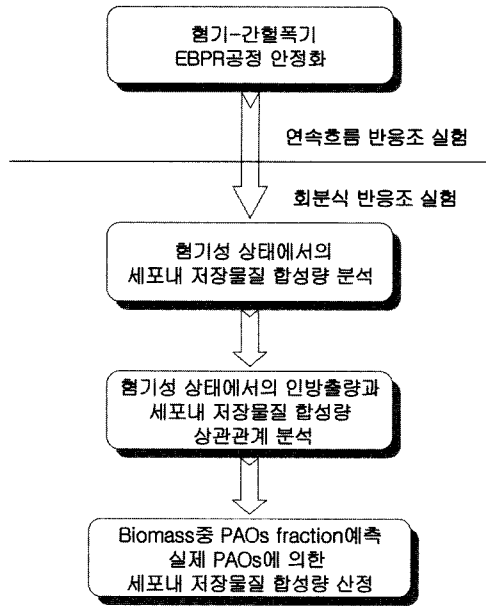 혐기-간헐폭기
EBPR공정 안정화
연속흐름 반응조 실험
회분식 반응조 실험
혐기성 상태에서의
세포내 저장물질 합성량 분석
혐기성 상태에서의 인방출량과
세포내 저장물질 합성량
상관관계 분석
Biomass중 PAOs fraction예측
실제 PAOs에 의한
세포내 저장물질 합성량 산정